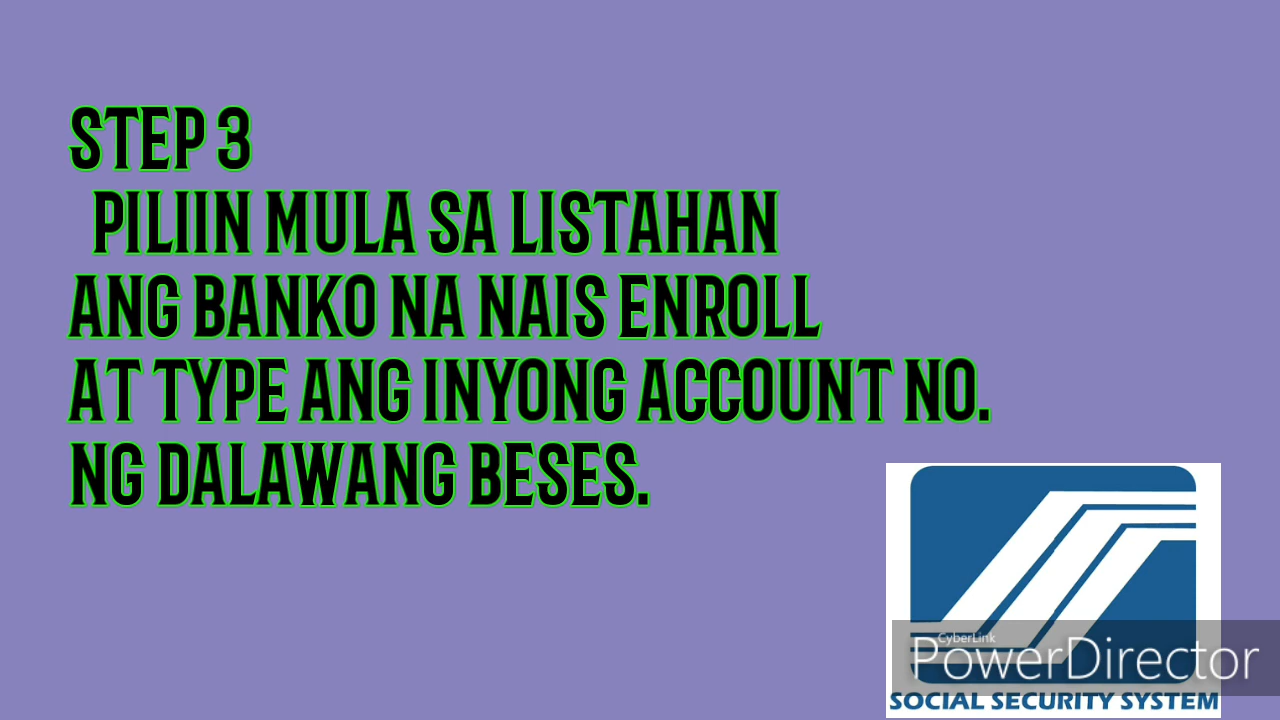 STEP 3
PILIIN MULA SA LISTAHAN
ANG BANKO NA NAIS ENROLL
AT TYPE ANG INYONG ACCOUNT NO.
NG DALAWANG BESES.
CyberLink
PowerDirector
SOCIAL SECURITY SYSTEM